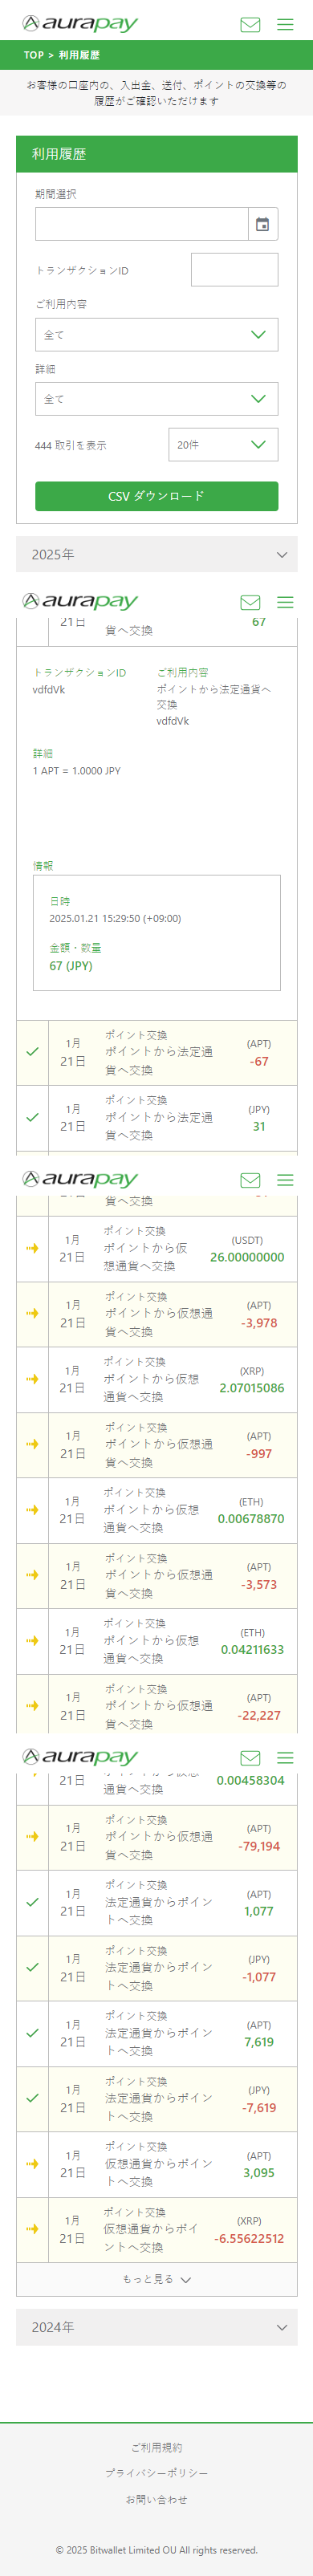 aurapay
TOP > 利用履歴
お客様の口座内の、入出金、送付、ポイントの交換等の
履歴がご確認いただけます
利用履歴
期間選択
トランザクションID
ご利用内容
全て
詳細
全て
444 取引を表示
20件
CSV ダウンロード
2025年
aurapay
21日
貨へ交換
67
トランザクションID
ご利用内容
vdfdVk
ポイントから法定通貨へ
交換
vdfdVk
詳細
1 APT = 1.0000 JPY
情報
日時
2025.01.21 15:29:50 (+09:00)
金額・数量
67 (JPY)
ポイント交換
1月
ポイントから法定通
(APT)
21日
貨へ交換
-67
ポイント交換
1月
ポイントから法定通
(JPY)
21日
貨へ交換
31
aurapay
貨へ交換
ポイント交換
1月
ポイントから仮
(USDT)
21日
想通貨へ交換
26.00000000
ポイント交換
1月
ポイントから仮想通
(APT)
21日
貨へ交換
-3,978
ポイント交換
1月
ポイントから仮想
(XRP)
21日
通貨へ交換
2.07015086
ポイント交換
1月
ポイントから仮想通
(APT)
21日
貨へ交換
-997
ポイント交換
1月
ポイントから仮想
(ETH)
21日
通貨へ交換
0.00678870
ポイント交換
1月
ポイントから仮想通
(APT)
21日
貨へ交換
-3,573
ポイント交換
1月
ポイントから仮想
(ETH)
21日
通貨へ交換
0.04211633
ポイント交換
1月
ポイントから仮想通
(APT)
21日
貨へ交換
-22,227
aurapay
21日
通貨へ交換
0.00458304
ポイント交換
1月
ポイントから仮想通
(APT)
21日
貨へ交換
-79,194
ポイント交換
1月
法定通貨からポイン
(APT)
21日
トへ交換
1,077
ポイント交換
1月
法定通貨からポイン
(JPY)
21日
トへ交換
-1,077
ポイント交換
1月
法定通貨からポイン
(APT)
21日
トへ交換
7,619
ポイント交換
1月
法定通貨からポイン
(JPY)
21日
トへ交換
-7,619
ポイント交換
1月
仮想通貨からポイン
(APT)
21日
トへ交換
3,095
ポイント交換
1月
仮想通貨からポイ
(XRP)
21日
ントへ交換
-6.55622512
もっと見る
2024年
ご利用規約
プライバシーポリシー
お問い合わせ
© 2025 Bitwallet Limited OU All rights reserved.